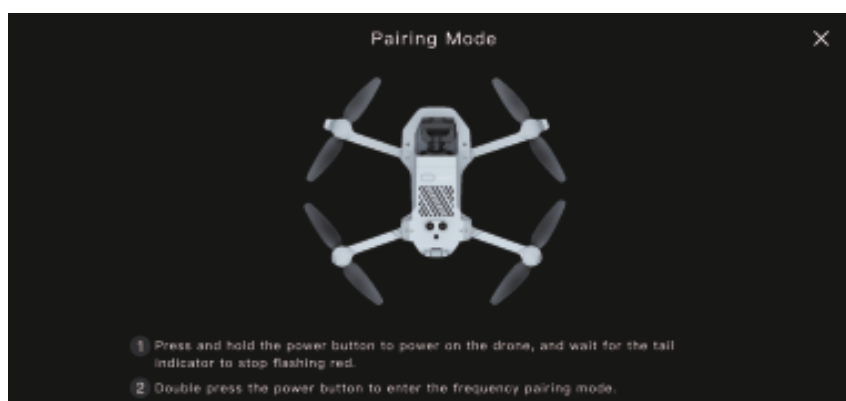 Pairing Mode
1 Press and hold the power button to power on the drone, and wait for the tail
indicator to stop flashing red.
2 Double press the power button to enter the frequency pairing mode.